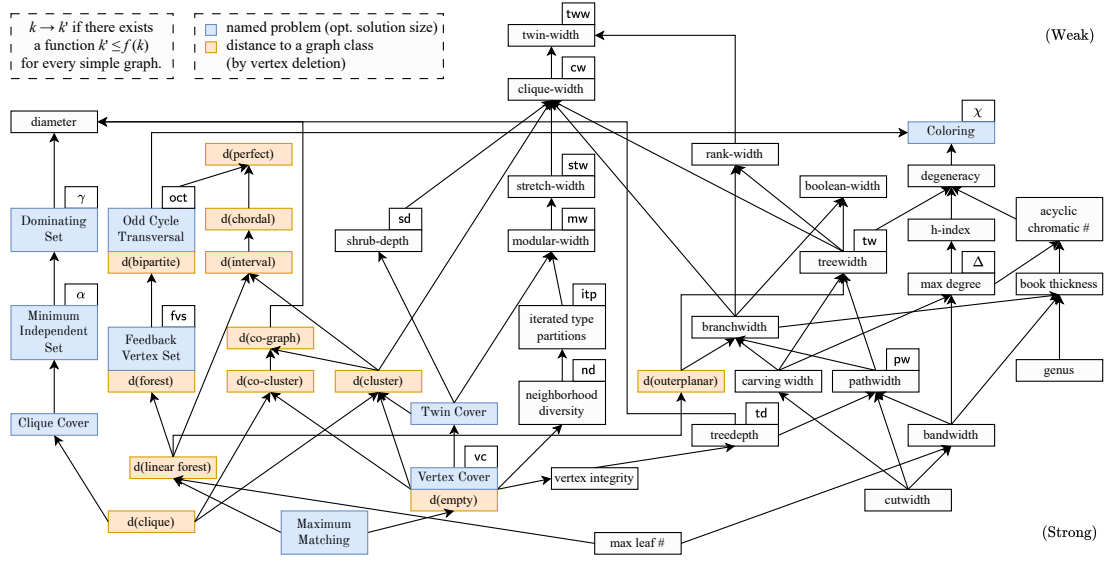 k → k' if there exists
a function k' ≤ f(k)
for every simple graph.
named problem (opt. solution size)
distance to a graph class
(by vertex deletion)
tww
twin-width
(Weak)
cw
clique-width
diameter
χ
Coloring
d(perfect)
rank-width
stw
stretch-width
degeneracy
boolean-width
γ
Dominating
Set
oct
Odd Cycle
Transversal
d(bipartite)
d(chordal)
d(interval)
sd
shrub-depth
mw
modular-width
tw
treewidth
h-index
acyclic
chromatic #
Δ
max degree
book thickness
α
Minimum
Independent
Set
fvs
Feedback
Vertex Set
d(forest)
d(co-graph)
itp
iterated type
partitions
branchwidth
d(co-cluster)
d(cluster)
nd
neighborhood
diversity
d(outerplanar)
carving width
pw
pathwidth
genus
Clique Cover
Twin Cover
td
treedepth
bandwidth
d(linear forest)
vc
Vertex Cover
d(empty)
vertex integrity
cutwidth
d(clique)
Maximum
Matching
max leaf #
(Strong)